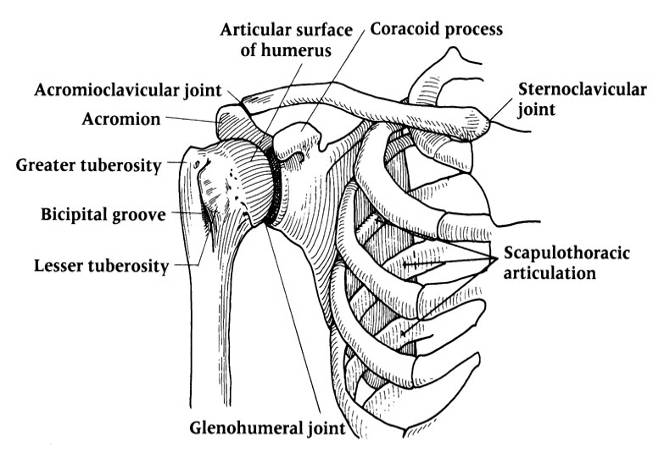 Articular surface
of humerus
Coracoid process
Acromioclavicular joint
Acromion
Sternoclavicular
joint
Greater tuberosity
Bicipital groove
Lesser tuberosity
Scapulothoracic
articulation
Glenohumeral joint